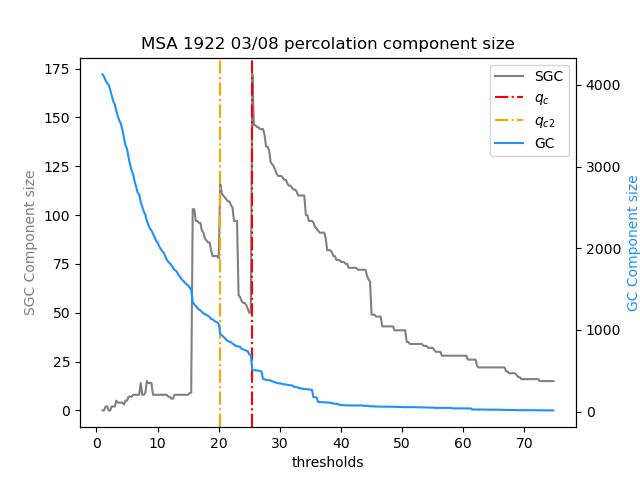 MSA 1922 03/08 percolation component size
SGC
q_c
q_c2
GC
SGC Component size
175
150
125
100
75
50
25
0
GC Component size
4000
3000
2000
1000
0
0 10 20 30 40 50 60 70
thresholds